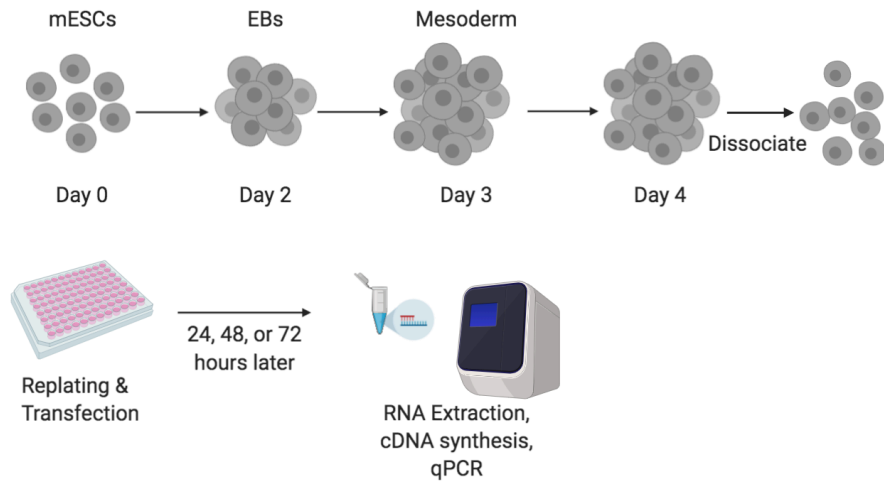 mESCs
EBs
Mesoderm
Dissociate
Day 0
Day 2
Day 3
Day 4
Replating &
Transfection
24, 48, or 72
hours later
RNA Extraction,
cDNA synthesis,
qPCR